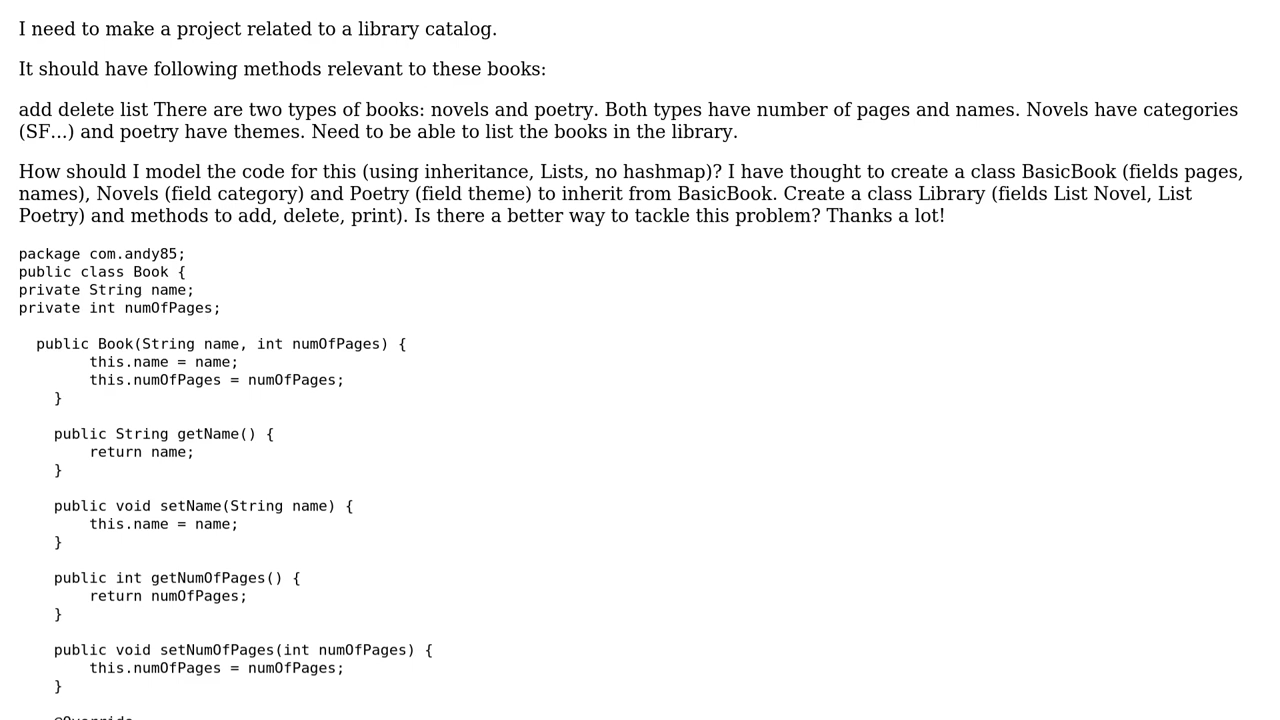 I need to make a project related to a library catalog.
It should have following methods relevant to these books:
add delete list There are two types of books: novels and poetry. Both types have number of pages and names. Novels have categories
(SF...) and poetry have themes. Need to be able to list the books in the library.
How should I model the code for this (using inheritance, Lists, no hashmap)? I have thought to create a class BasicBook (fields pages,
names), Novels (field category) and Poetry (field theme) to inherit from BasicBook. Create a class Library (fields List Novel, List
Poetry) and methods to add, delete, print). Is there a better way to tackle this problem? Thanks a lot!
package com.andy85;
public class Book {
private String name;
private int numOfPages;
public Book(String name, int numOfPages) {
this.name = name;
this.numOfPages = numOfPages;
}
public String getName() {
return name;
}
public void setName(String name) {
this.name = name;
}
public int getNumOfPages() {
return numOfPages;
}
public void setNumOfPages(int numOfPages) {
this.numOfPages = numOfPages;
}